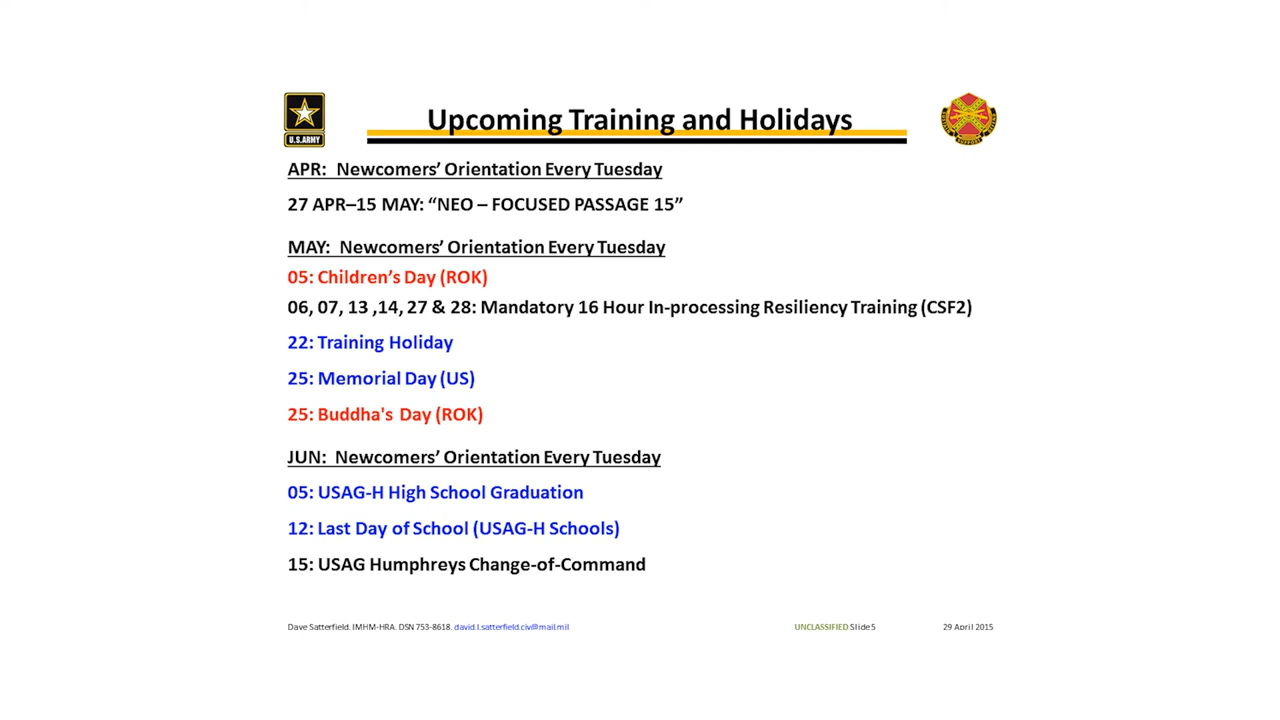 Upcoming Training and Holidays
U.S.ARMY
SUPPORT
APR: Newcomers’ Orientation Every Tuesday
27 APR–15 MAY: “NEO – FOCUSED PASSAGE 15”
MAY: Newcomers’ Orientation Every Tuesday
05: Children’s Day (ROK)
06, 07, 13 ,14, 27 & 28: Mandatory 16 Hour In-processing Resiliency Training (CSF2)
22: Training Holiday
25: Memorial Day (US)
25: Buddha's Day (ROK)
JUN: Newcomers’ Orientation Every Tuesday
05: USAG-H High School Graduation
12: Last Day of School (USAG-H Schools)
15: USAG Humphreys Change-of-Command
Dave Satterfield. IMHM-HRA. DSN 753-8618. david.l.satterfield.civ@mail.mil UNCLASSIFIED Slide 5 29 April 2015